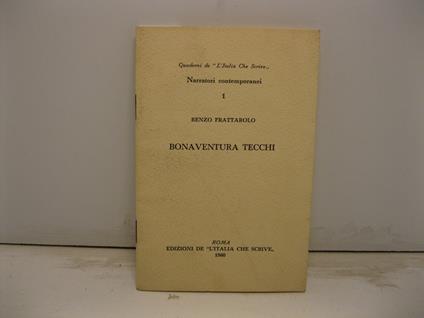 Quaderni de "L'Italia Che Scrive„
Narratori contemporanei
1
RENZO FRATTAROLO
BONAVENTURA TECCHI
ROMA
EDIZIONI DE "L'ITALIA CHE SCRIVE„
1960